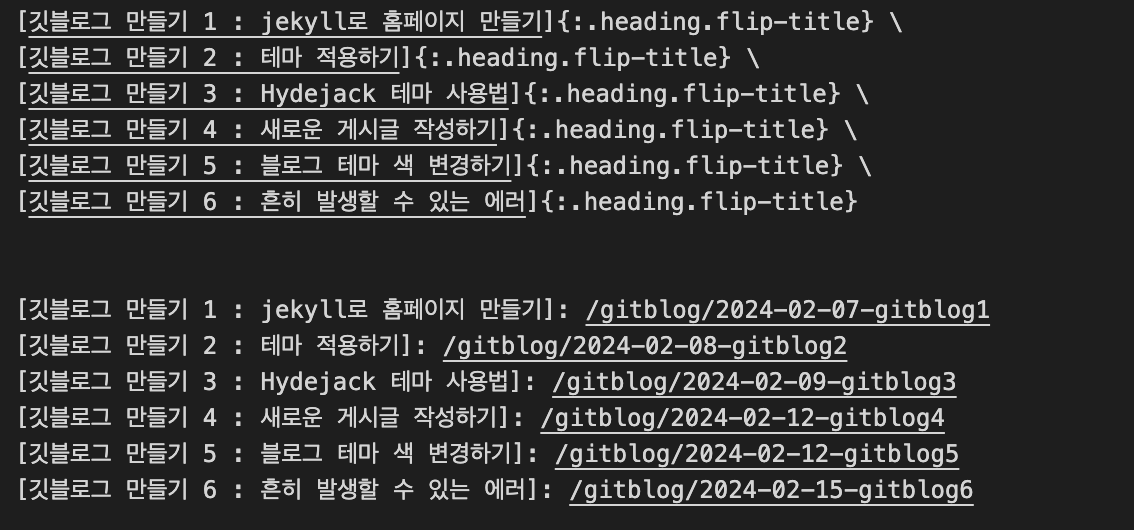 [깃블로그 만들기 1 : jekyll로 홈페이지 만들기]{:.heading.flip-title} \
[깃블로그 만들기 2 : 테마 적용하기]{:.heading.flip-title} \
[깃블로그 만들기 3 : Hydejack 테마 사용법]{:.heading.flip-title} \
[깃블로그 만들기 4 : 새로운 게시글 작성하기]{:.heading.flip-title} \
[깃블로그 만들기 5 : 블로그 테마 색 변경하기]{:.heading.flip-title} \
[깃블로그 만들기 6 : 흔히 발생할 수 있는 에러]{:.heading.flip-title}
[깃블로그 만들기 1 : jekyll로 홈페이지 만들기]: /gitblog/2024-02-07-gitblog1
[깃블로그 만들기 2 : 테마 적용하기]: /gitblog/2024-02-08-gitblog2
[깃블로그 만들기 3 : Hydejack 테마 사용법]: /gitblog/2024-02-09-gitblog3
[깃블로그 만들기 4 : 새로운 게시글 작성하기]: /gitblog/2024-02-12-gitblog4
[깃블로그 만들기 5 : 블로그 테마 색 변경하기]: /gitblog/2024-02-12-gitblog5
[깃블로그 만들기 6 : 흔히 발생할 수 있는 에러]: /gitblog/2024-02-15-gitblog6